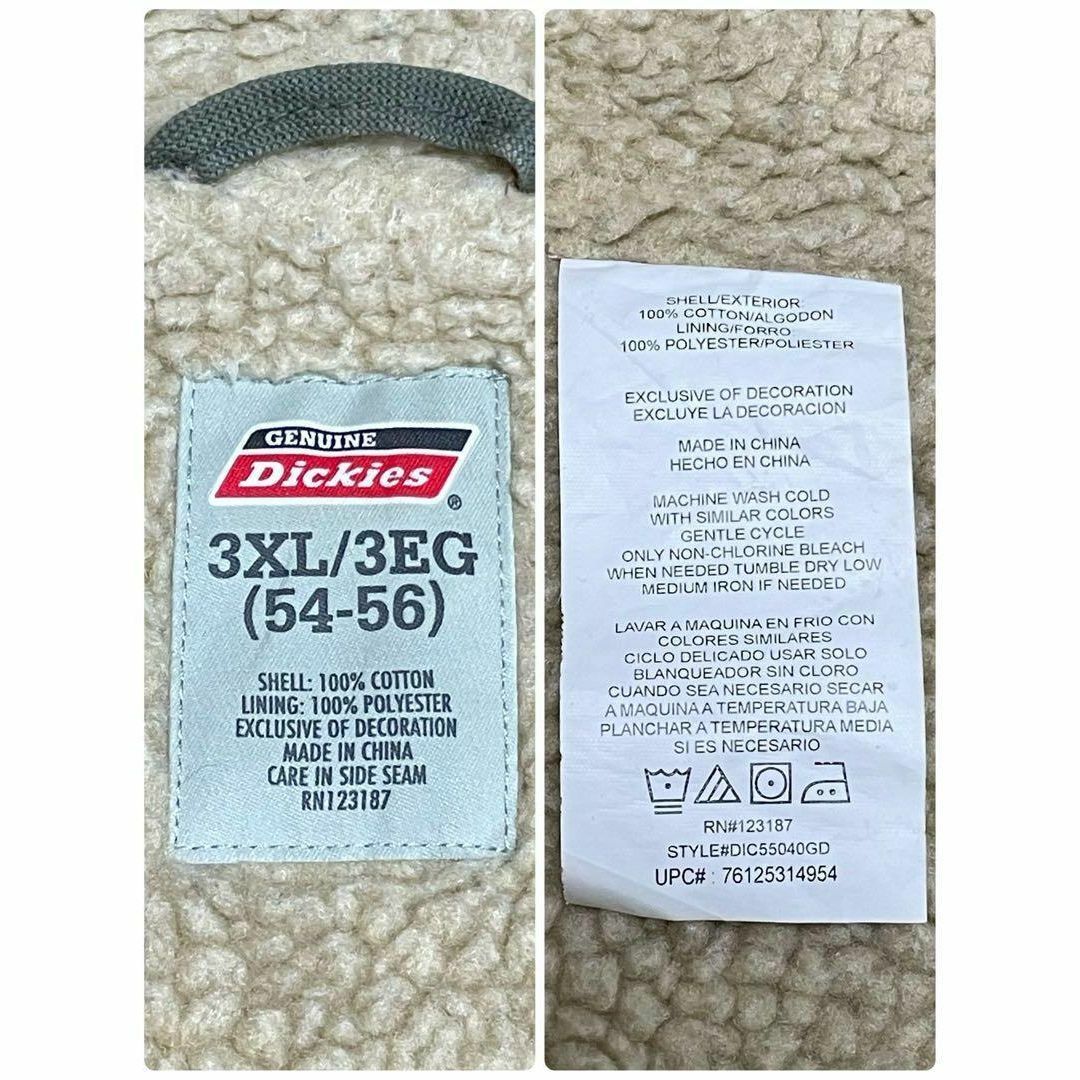 GENUINE
Dickies®
3XL/3EG
(54-56)
SHELL: 100% COTTON
LINING: 100% POLYESTER
EXCLUSIVE OF DECORATION
MADE IN CHINA
CARE IN SIDE SEAM
RN123187
SHELL/EXTERIOR:
100% COTTON/ALGODON
LINING/FORRO:
100% POLYESTER/POLIESTER
EXCLUSIVE OF DECORATION
EXCLUYE LA DECORACION
MADE IN CHINA
HECHO EN CHINA
MACHINE WASH COLD
WITH SIMILAR COLORS
GENTLE CYCLE
ONLY NON-CHLORINE BLEACH
WHEN NEEDED TUMBLE DRY LOW
MEDIUM IRON IF NEEDED
LAVAR A MAQUINA EN FRIO CON
COLORES SIMILARES
CICLO DELICADO USAR SOLO
BLANQUEADOR SIN CLORO
CUANDO SEA NECESARIO SECAR
A MAQUINA A TEMPERATURA BAJA
PLANCHAR A TEMPERATURA MEDIA
SI ES NECESARIO
RN#123187
STYLE#DIC55040GD
UPC# : 76125314954